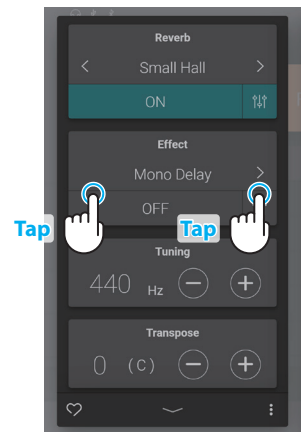 Reverb
Small Hall
ON
Effect
Mono Delay
OFF
Tap Tap
Tuning
440 Hz
Transpose
0 (C)